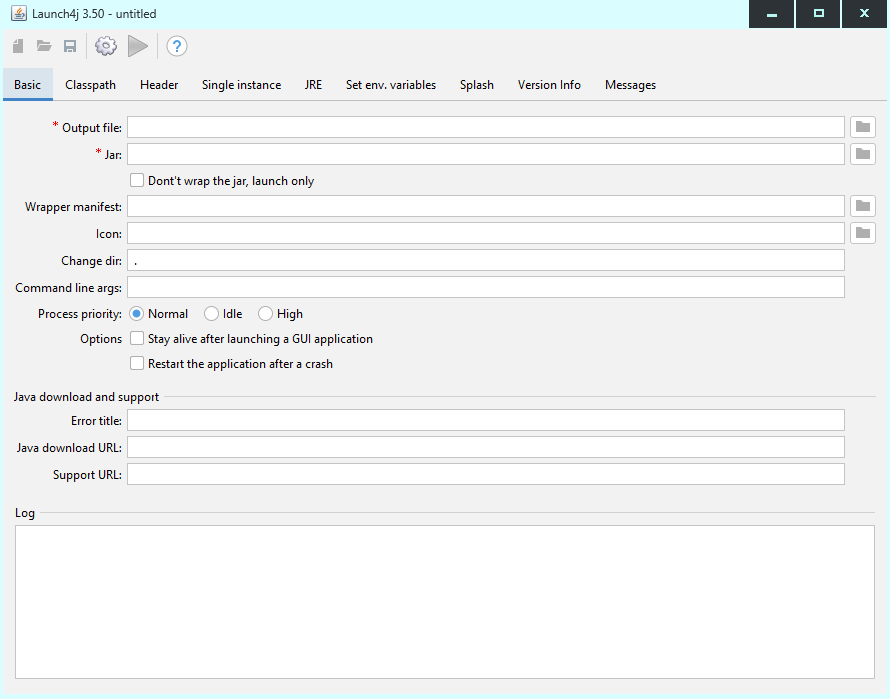 Launch4j 3.50 - untitled
?
Basic Classpath Header Single instance JRE Set env. variables Splash Version Info Messages
* Output file:
* Jar:
Dont't wrap the jar, launch only
Wrapper manifest:
Icon:
Change dir: .
Command line args:
Process priority: Normal Idle High
Options Stay alive after launching a GUI application
Restart the application after a crash
Java download and support
Error title:
Java download URL:
Support URL:
Log